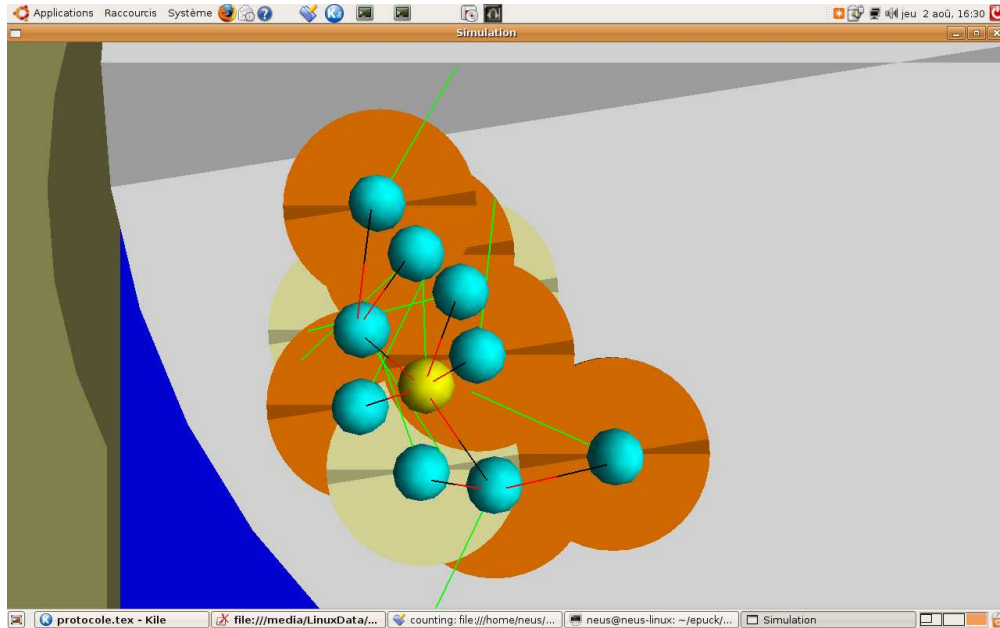 Applications Raccourcis Système jeu 2 aoû, 16:30
Simulation
protocole.tex - Kile file:///media/LinuxData/... counting: file:///home/neus/... neus@neus-linux: ~/epuck/... Simulation